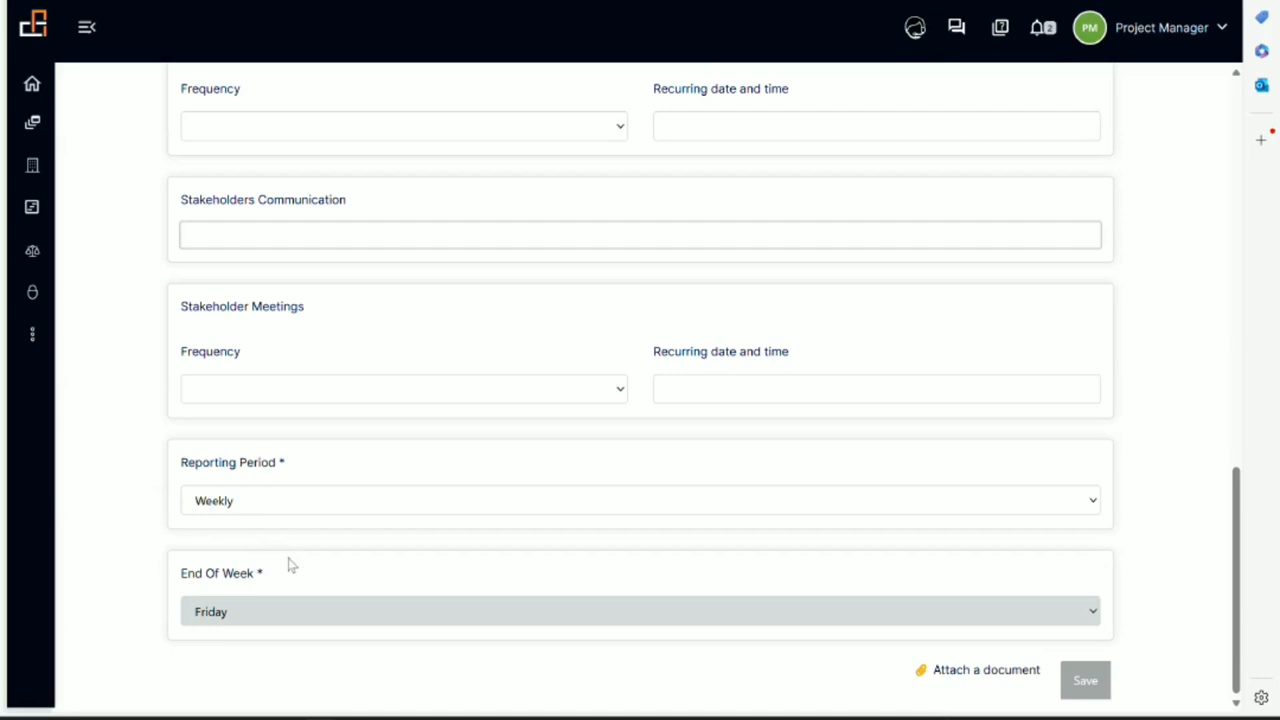 PM Project Manager
2
Frequency Recurring date and time
Stakeholders Communication
Stakeholder Meetings
Frequency Recurring date and time
Reporting Period *
Weekly
End Of Week *
Friday
Attach a document
Save